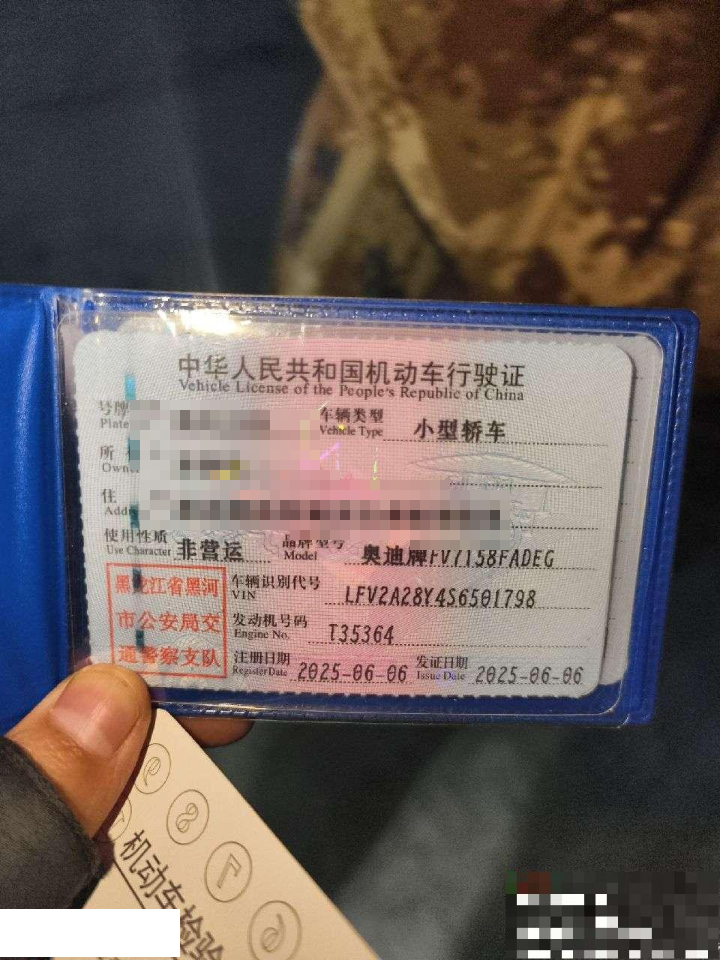 中华人民共和国机动车行驶证
Vehicle License of the People's Republic of China
号牌
Plate
车辆类型
Vehicle Type
小型轿车
所
Own
住
Add
使用性质
Use Character
非营运
品牌型号
Model
奥迪牌FV7158FADEG
黑龙江省黑河
市公安局交
通警察支队
车辆识别代号
VIN
LFV2A28Y4S6501798
发动机号码
Engine No.
T35364
注册日期
Register Date
2025-06-06
发证日期
Issue Date
2025-06-06
机动车检验